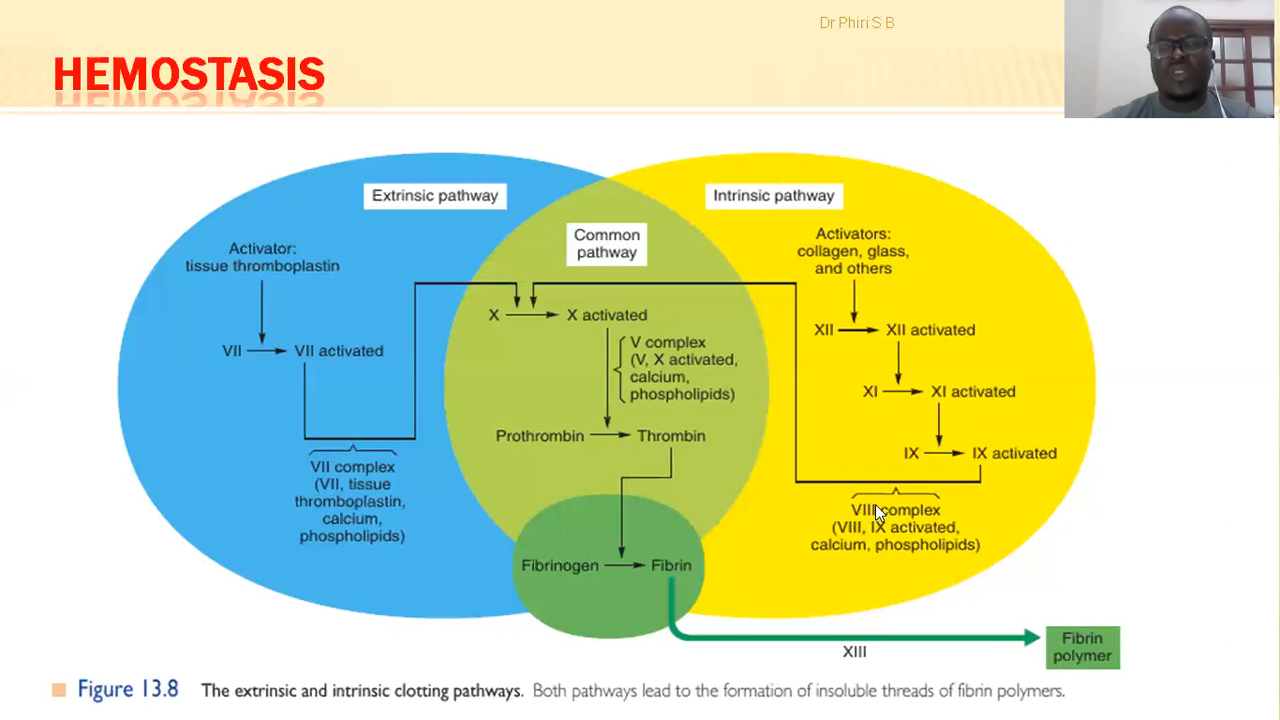 Dr Phiri S B
HEMOSTASIS
Extrinsic pathway
Intrinsic pathway
Common
pathway
Activator:
tissue thromboplastin
Activators:
collagen, glass,
and others
X
X activated
XII
XII activated
VII
VII activated
V complex
(V, X activated,
calcium,
phospholipids)
XI
XI activated
Prothrombin
Thrombin
IX
IX activated
VII complex
(VII, tissue
thromboplastin,
calcium,
phospholipids)
VIII complex
(VIII, IX activated,
calcium, phospholipids)
Fibrinogen
Fibrin
XIII
Fibrin
polymer
Figure 13.8 The extrinsic and intrinsic clotting pathways. Both pathways lead to the formation of insoluble threads of fibrin polymers.